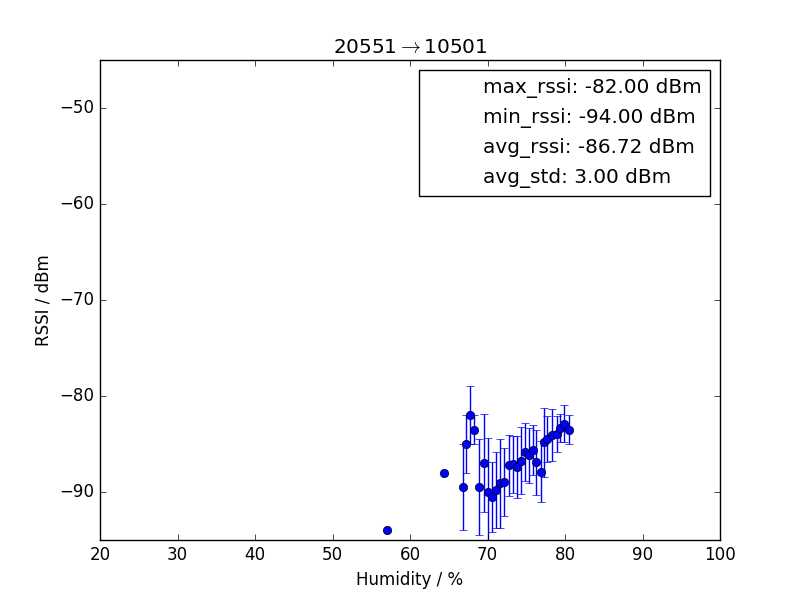 20551→10501
max_rssi: -82.00 dBm
min_rssi: -94.00 dBm
avg_rssi: -86.72 dBm
avg_std: 3.00 dBm
RSSI / dBm
−50
−60
−70
−80
−90
20 30 40 50 60 70 80 90 100
Humidity / %